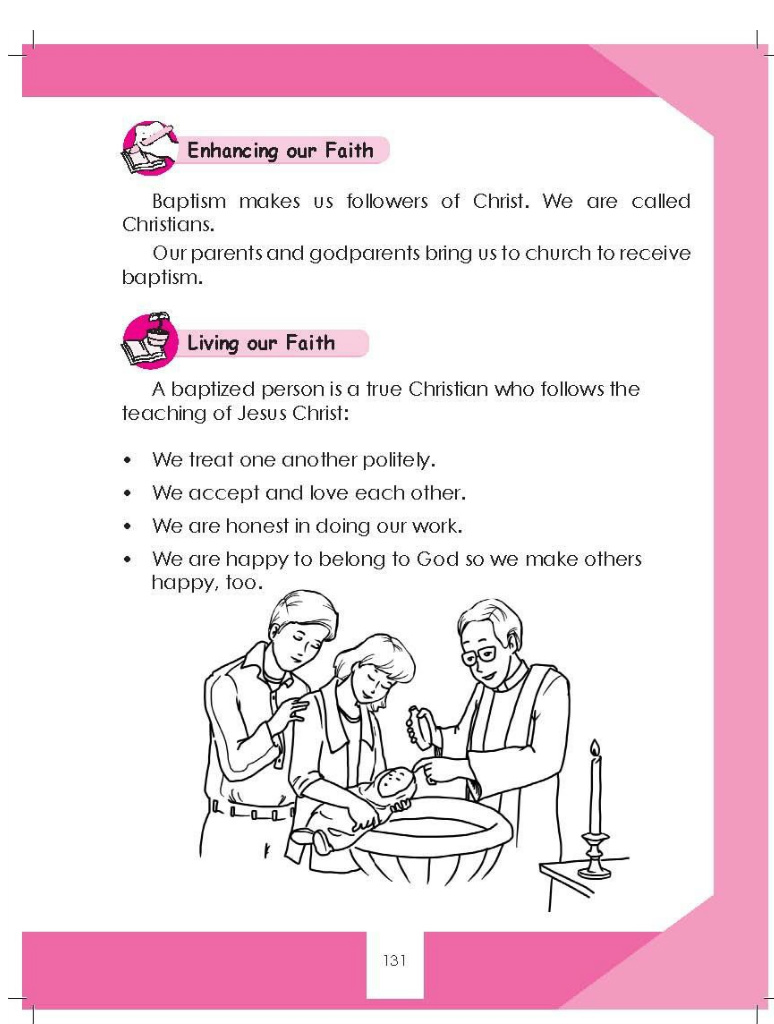 Enhancing our Faith
Baptism makes us followers of Christ. We are called
Christians.
Our parents and godparents bring us to church to receive
baptism.
Living our Faith
A baptized person is a true Christian who follows the
teaching of Jesus Christ:
• We treat one another politely.
• We accept and love each other.
• We are honest in doing our work.
• We are happy to belong to God so we make others
happy, too.
131